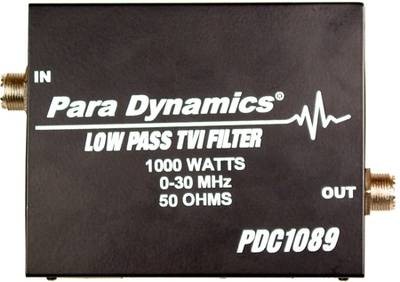 IN
Para Dynamics®
LOW PASS TVI FILTER
1000 WATTS
0-30 MHz
50 OHMS
OUT
PDC1089